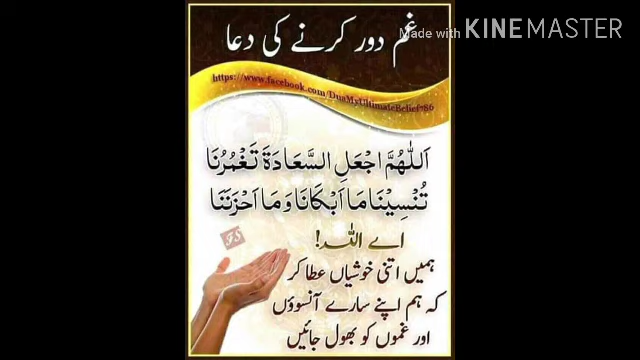 غم دور کرنے کی دعا
Made with KINEMASTER
https://www.facebook.com/DuaMyUltimateBelief786
اَللّٰهُمَّ اجْعَلِ السَّعَادَةَ تَغْمُرُنَا
تُنْسِيْنَا مَا اَبْكَانَا وَمَا اَحْزَنَنَا
اے اللہ!
ہمیں اتنی خوشیاں عطا کر
کہ ہم اپنے سارے آنسوؤں
اور غموں کو بھول جائیں